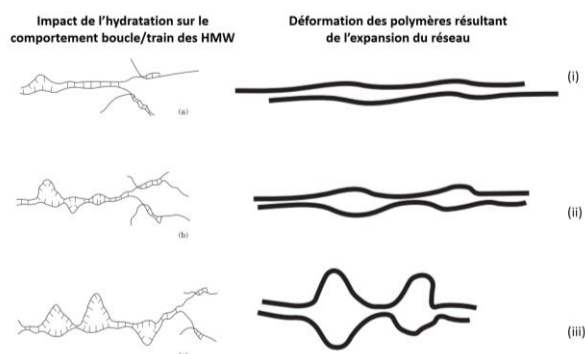 Impact de l’hydratation sur le
comportement boucle/train des HMW
Déformation des polymères résultant
de l’expansion du réseau
(i)
(a)
(ii)
(b)
(iii)